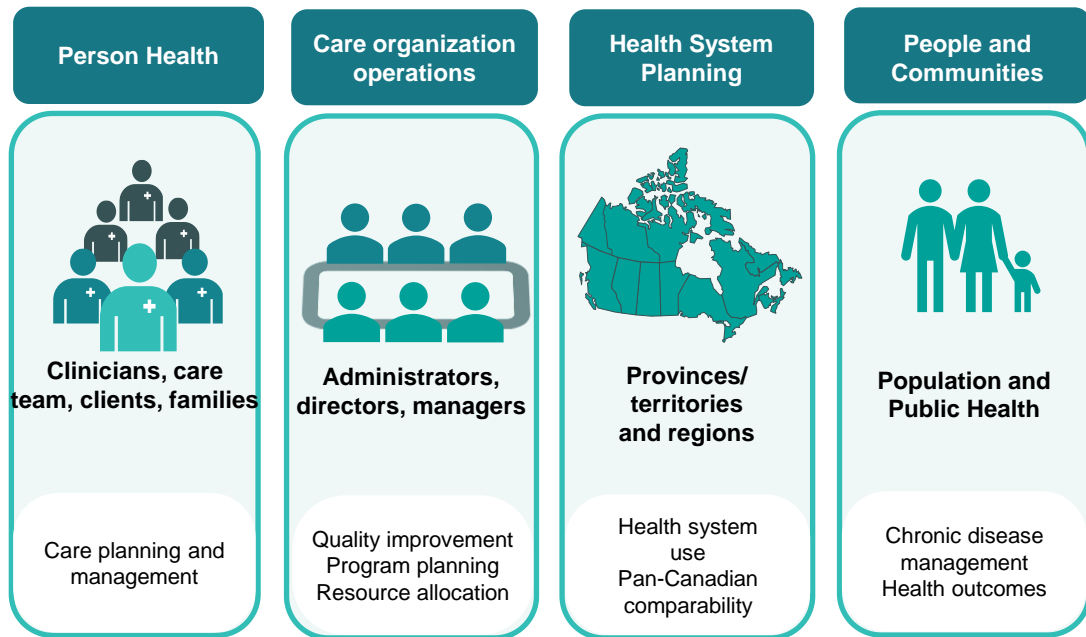 Person Health
Care organization
operations
Health System
Planning
People and
Communities
Clinicians, care
team, clients, families
Administrators,
directors, managers
Provinces/
territories
and regions
Population and
Public Health
Care planning and
management
Quality improvement
Program planning
Resource allocation
Health system
use
Pan-Canadian
comparability
Chronic disease
management
Health outcomes